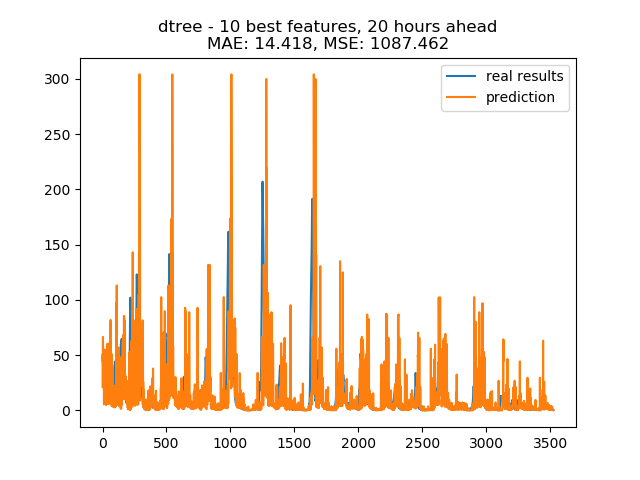 dtree - 10 best features, 20 hours ahead
MAE: 14.418, MSE: 1087.462
real results
prediction
300
250
200
150
100
50
0
0 500 1000 1500 2000 2500 3000 3500